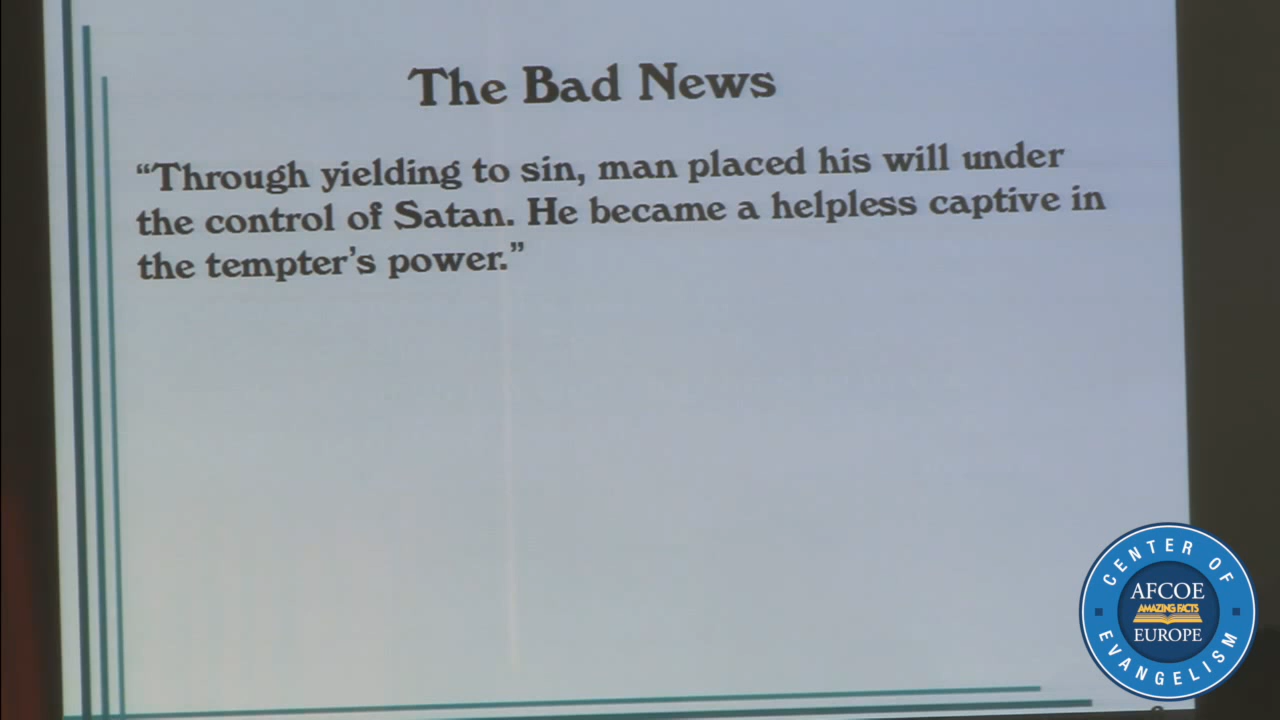 The Bad News
“Through yielding to sin, man placed his will under
the control of Satan. He became a helpless captive in
the tempter’s power.”
CENTER OF
AFCOE
AMAZING FACTS
EUROPE
EVANGELISM